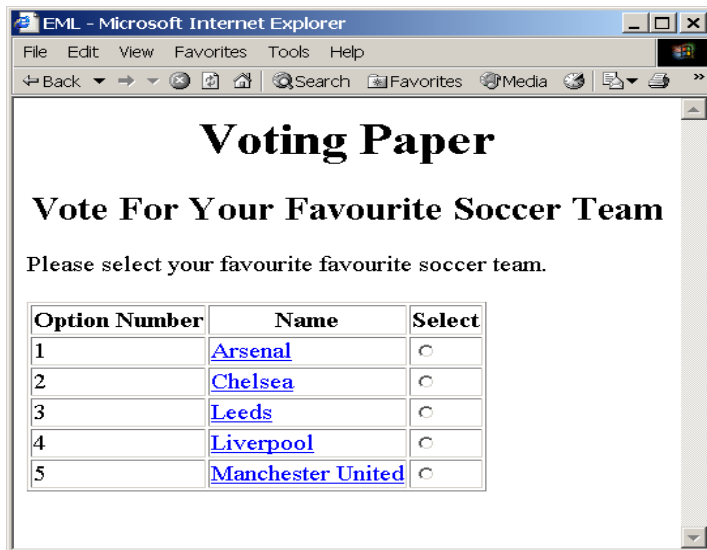 EML - Microsoft Internet Explorer
File Edit View Favorites Tools Help
Back Search Favorites Media »
Voting Paper
Vote For Your Favourite Soccer Team
Please select your favourite favourite soccer team.
Option Number Name Select
1 Arsenal
2 Chelsea
3 Leeds
4 Liverpool
5 Manchester United